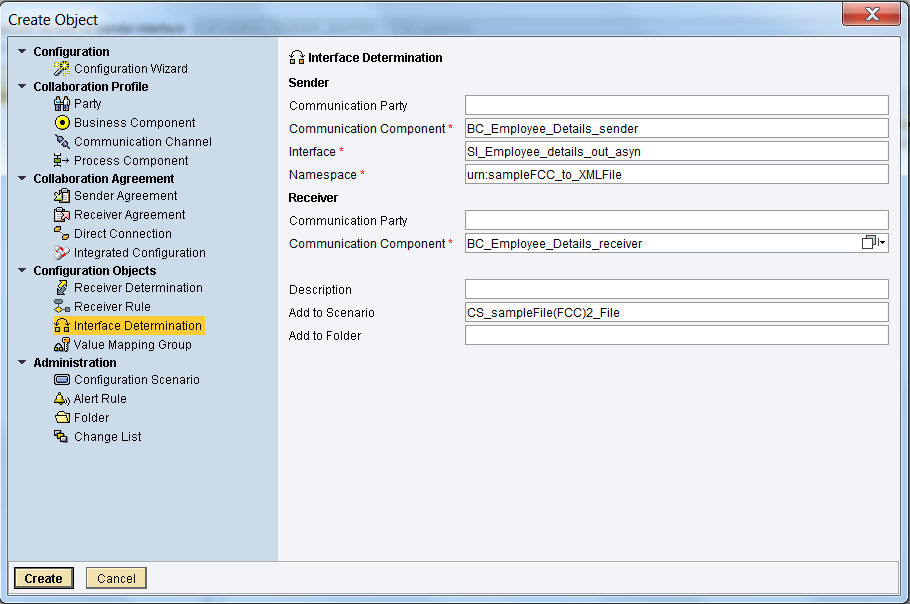 Create Object
Configuration
Configuration Wizard
Collaboration Profile
Party
Business Component
Communication Channel
Process Component
Collaboration Agreement
Sender Agreement
Receiver Agreement
Direct Connection
Integrated Configuration
Configuration Objects
Receiver Determination
Receiver Rule
Interface Determination
Value Mapping Group
Administration
Configuration Scenario
Alert Rule
Folder
Change List
Interface Determination
Sender
Communication Party
Communication Component * BC_Employee_Details_sender
Interface * SI_Employee_details_out_asyn
Namespace * urn:sampleFCC_to_XMLFile
Receiver
Communication Party
Communication Component * BC_Employee_Details_receiver
Description
Add to Scenario CS_sampleFile(FCC)2_File
Add to Folder
Create Cancel